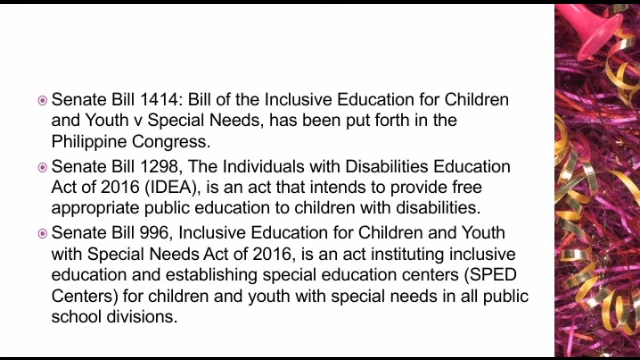 Senate Bill 1414: Bill of the Inclusive Education for Children
and Youth v Special Needs, has been put forth in the
Philippine Congress.
Senate Bill 1298, The Individuals with Disabilities Education
Act of 2016 (IDEA), is an act that intends to provide free
appropriate public education to children with disabilities.
Senate Bill 996, Inclusive Education for Children and Youth
with Special Needs Act of 2016, is an act instituting inclusive
education and establishing special education centers (SPED
Centers) for children and youth with special needs in all public
school divisions.